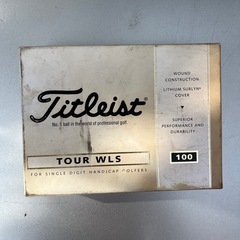 Titleist
No. 1 ball in the world of professional golf.
TOUR WLS
FOR SINGLE DIGIT HANDICAP GOLFERS
WOUND
CONSTRUCTION
LITHIUM SURLYN®
COVER
SUPERIOR
PERFORMANCE AND
DURABILITY
100